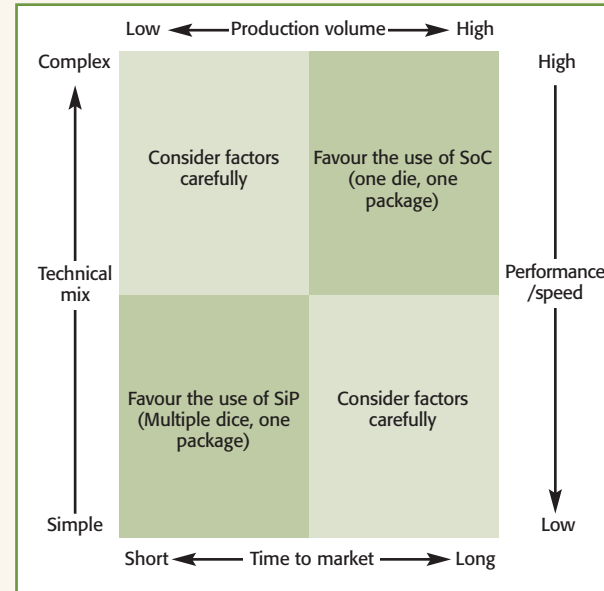 Low Production volume High
Complex
High
Consider factors
carefully
Favour the use of SoC
(one die, one
package)
Technical
mix
Performance
/speed
Favour the use of SiP
(Multiple dice, one
package)
Consider factors
carefully
Simple
Low
Short Time to market Long